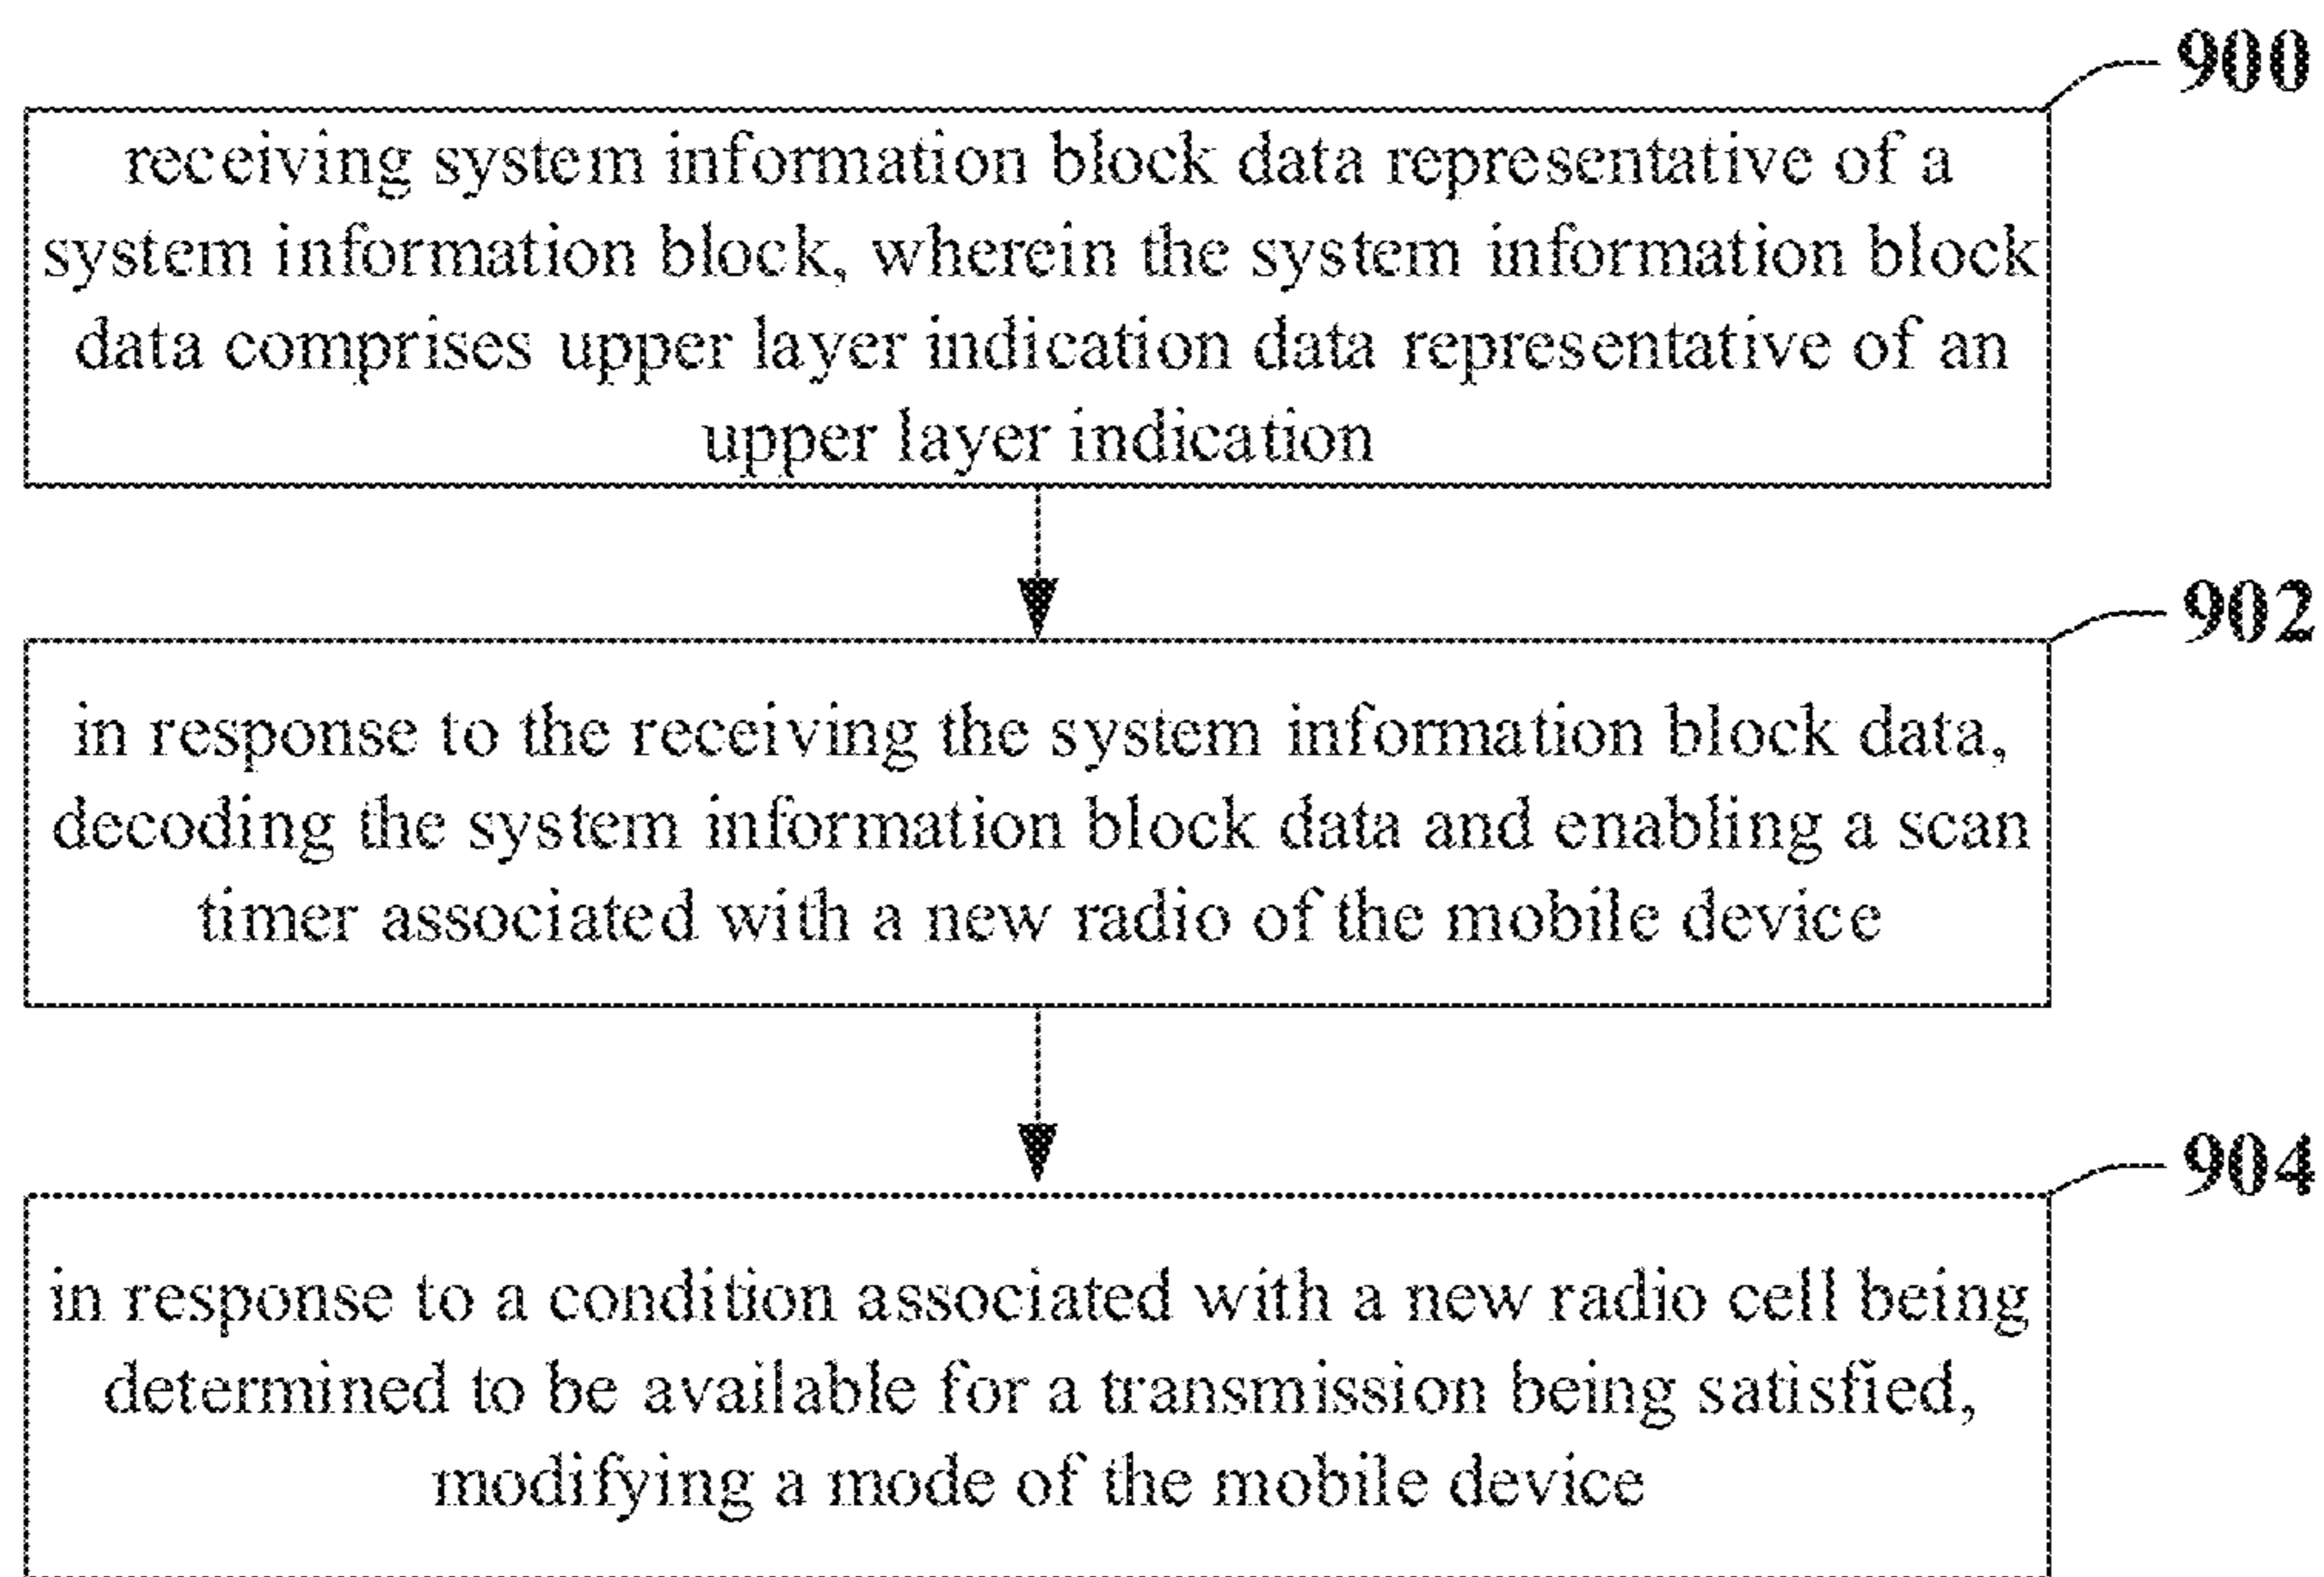 900
receiving system information block data representative of a
system information block, wherein the system information block
data comprises upper layer indication data representative of an
upper layer indication
902
in response to the receiving the system information block data,
decoding the system information block data and enabling a scan
timer associated with a new radio of the mobile device
904
in response to a condition associated with a new radio cell being
determined to be available for a transmission being satisfied,
modifying a mode of the mobile device